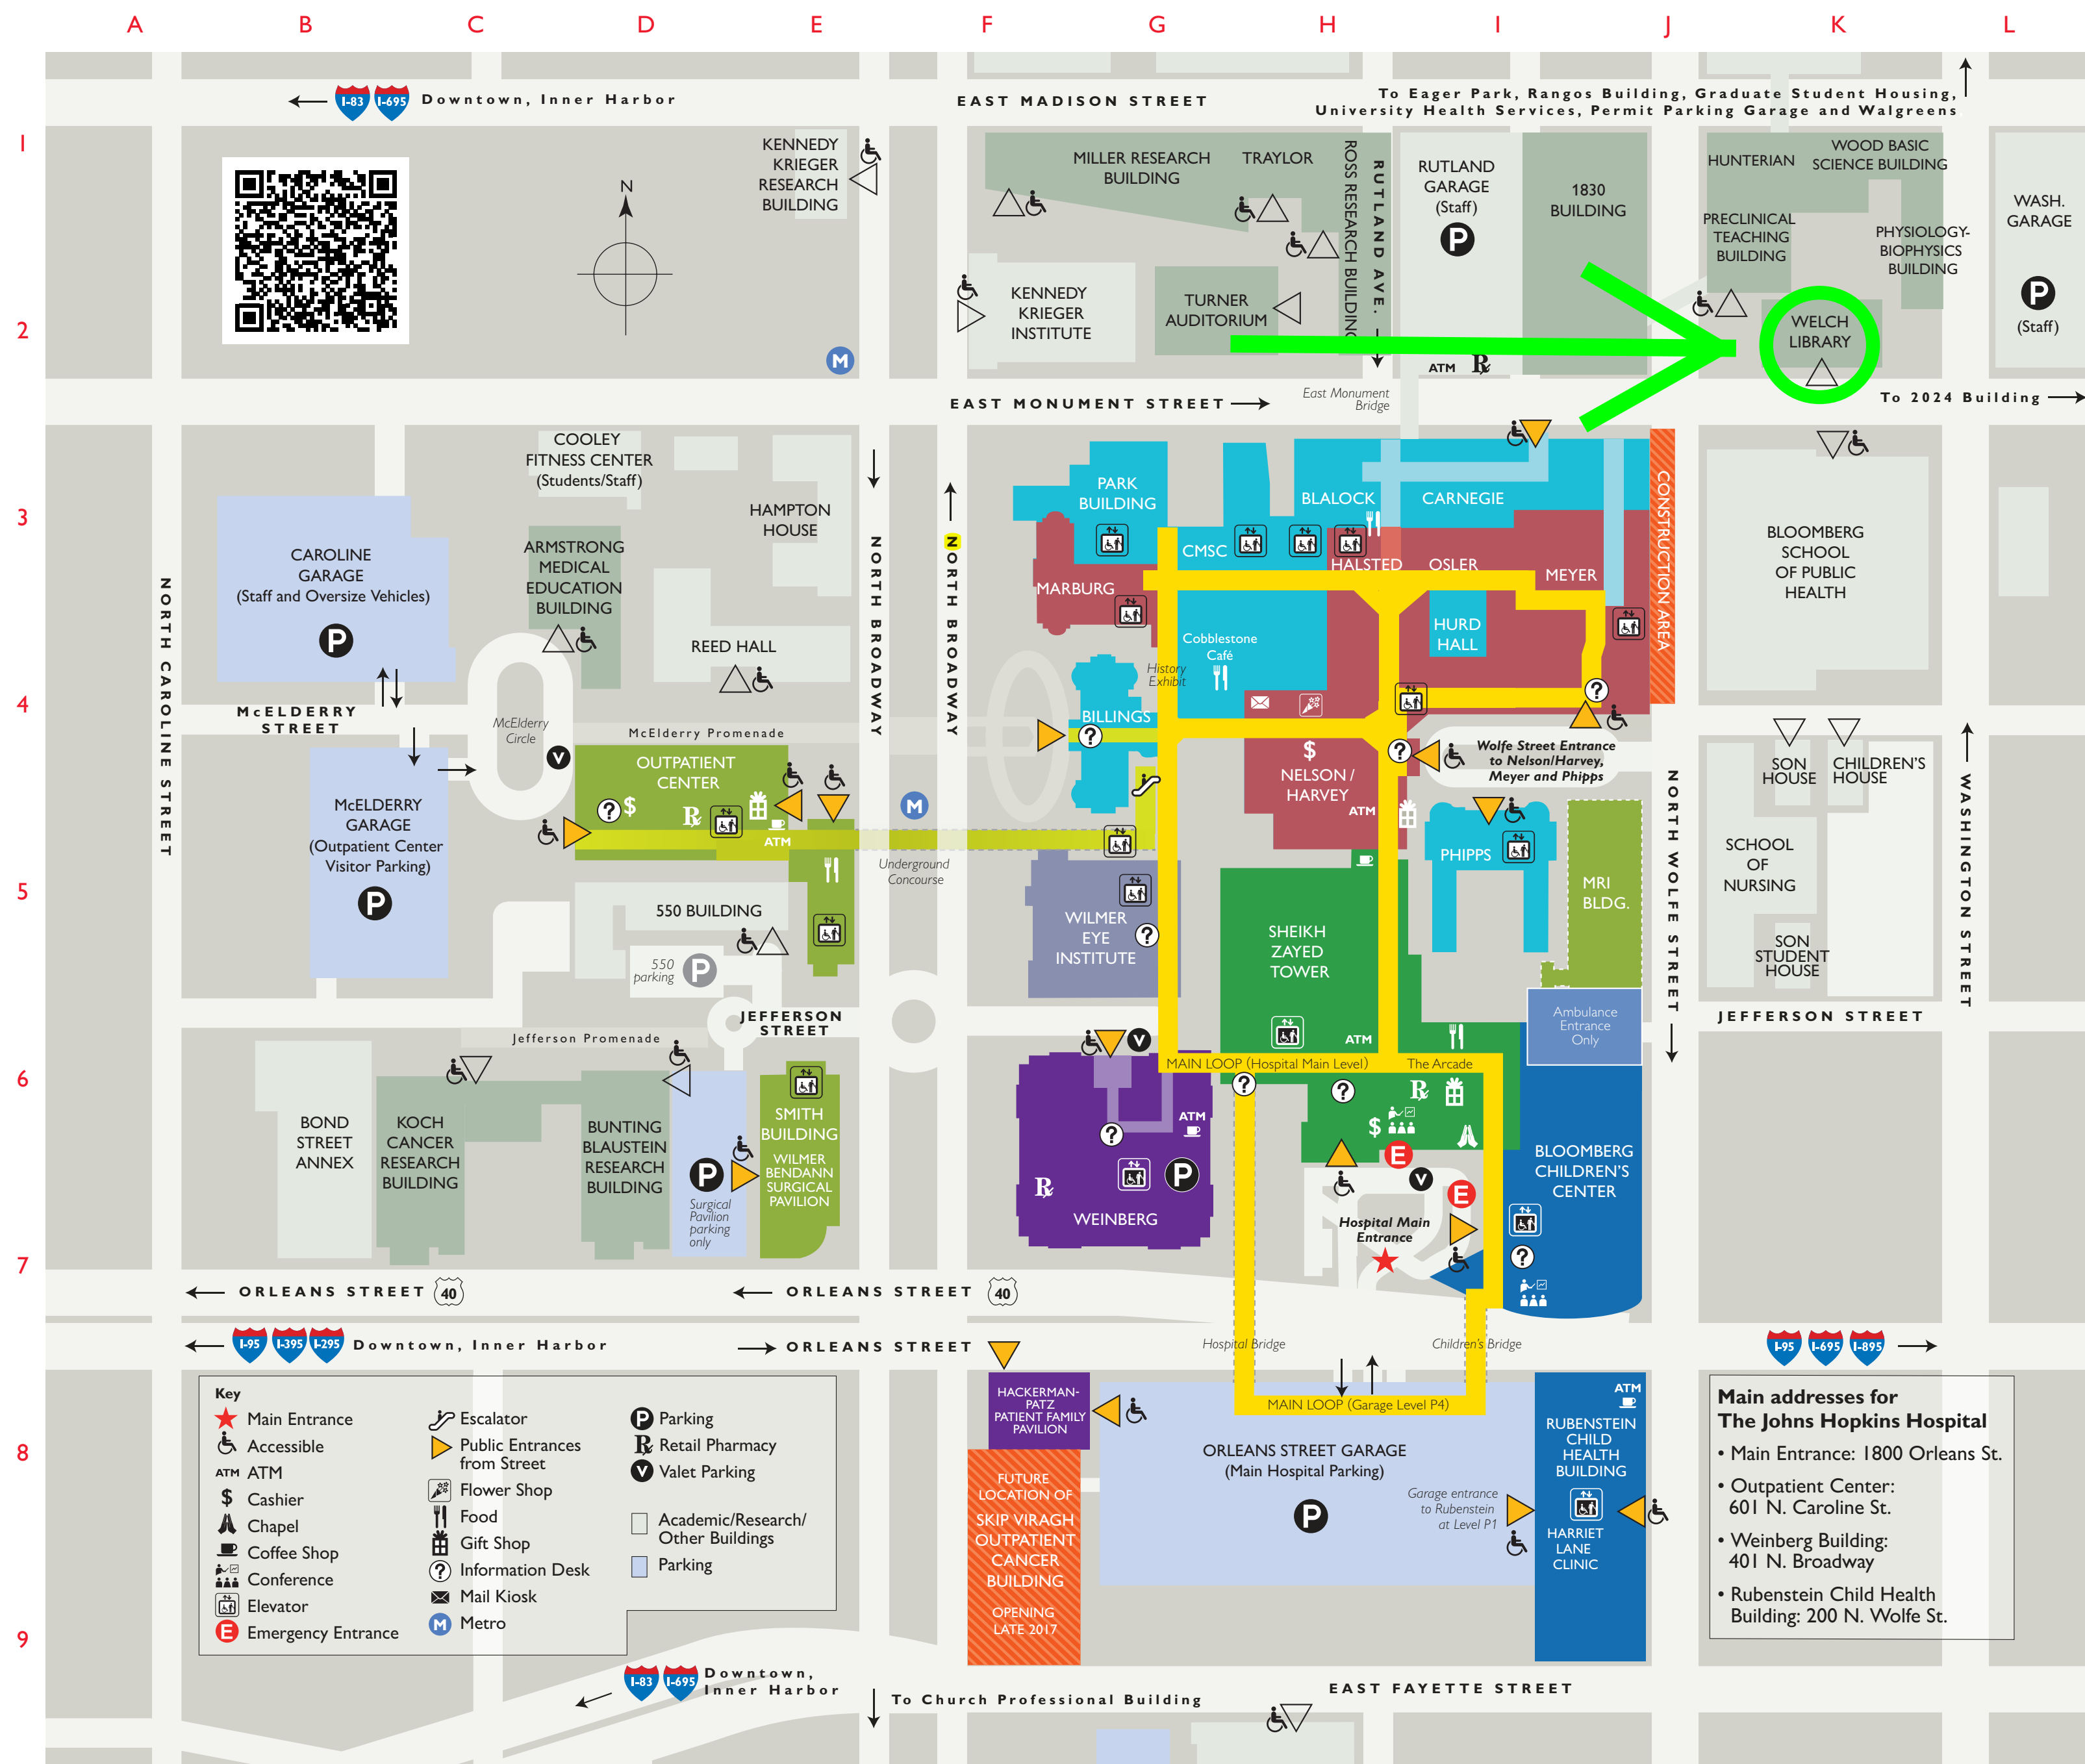 A B C D E F G H I J K L
1
2
3
4
5
6
7
8
9
I-83 I-695 Downtown, Inner Harbor
EAST MADISON STREET
To Eager Park, Rangos Building, Graduate Student Housing,
University Health Services, Permit Parking Garage and Walgreens
N
KENNEDY
KRIEGER
RESEARCH
BUILDING
MILLER RESEARCH
BUILDING
TRAYLOR
ROSS RESEARCH BUILDING
RUTLAND AVE.
RUTLAND
GARAGE
(Staff)
P
1830
BUILDING
HUNTERIAN
WOOD BASIC
SCIENCE BUILDING
PRECLINICAL
TEACHING
BUILDING
PHYSIOLOGY-
BIOPHYSICS
BUILDING
WASH.
GARAGE
P
(Staff)
KENNEDY
KRIEGER
INSTITUTE
TURNER
AUDITORIUM
ATM Rx
WELCH
LIBRARY
M
EAST MONUMENT STREET
East Monument
Bridge
To 2024 Building
NORTH CAROLINE STREET
CAROLINE
GARAGE
(Staff and Oversize Vehicles)
P
COOLEY
FITNESS CENTER
(Students/Staff)
HAMPTON
HOUSE
ARMSTRONG
MEDICAL
EDUCATION
BUILDING
REED HALL
NORTH BROADWAY
NORTH BROADWAY
PARK
BUILDING
CMSC
MARBURG
BLALOCK
CARNEGIE
HALSTED
OSLER
MEYER
HURD
HALL
CONSTRUCTION AREA
BLOOMBERG
SCHOOL
OF PUBLIC
HEALTH
Cobblestone
Café
History
Exhibit
BILLINGS
?
?
McELDERRY
STREET
McElderry
Circle
V
McElderry Promenade
OUTPATIENT
CENTER
? $
Rx
ATM
M
Underground
Concourse
McELDERRY
GARAGE
(Outpatient Center
Visitor Parking)
P
$
NELSON /
HARVEY
ATM
?
Wolfe Street Entrance
to Nelson/Harvey,
Meyer and Phipps
PHIPPS
MRI
BLDG.
NORTH WOLFE STREET
SON
HOUSE
CHILDREN'S
HOUSE
SCHOOL
OF
NURSING
SON
STUDENT
HOUSE
WASHINGTON STREET
550 BUILDING
550
parking
P
WILMER
EYE
INSTITUTE
?
SHEIKH
ZAYED
TOWER
ATM
Ambulance
Entrance
Only
JEFFERSON
STREET
JEFFERSON STREET
Jefferson Promenade
V
MAIN LOOP (Hospital Main Level)
The Arcade
?
?
Rx
$
E
V
E
BOND
STREET
ANNEX
KOCH
CANCER
RESEARCH
BUILDING
BUNTING
BLAUSTEIN
RESEARCH
BUILDING
P
Surgical
Pavilion
parking
only
SMITH
BUILDING
WILMER
BENDANN
SURGICAL
PAVILION
ATM
?
P
Rx
WEINBERG
Hospital Main
Entrance
BLOOMBERG
CHILDREN'S
CENTER
?
ORLEANS STREET 40
ORLEANS STREET 40
I-95 I-395 I-295 Downtown, Inner Harbor
ORLEANS STREET
Hospital Bridge
Children's Bridge
I-95 I-695 I-895
MAIN LOOP (Garage Level P4)
HACKERMAN-
PATZ
PATIENT FAMILY
PAVILION
FUTURE
LOCATION OF
SKIP VIRAGH
OUTPATIENT
CANCER
BUILDING
OPENING
LATE 2017
ORLEANS STREET GARAGE
(Main Hospital Parking)
P
Garage entrance
to Rubenstein
at Level P1
ATM
RUBENSTEIN
CHILD
HEALTH
BUILDING
HARRIET
LANE
CLINIC
Key
Main Entrance
Accessible
ATM ATM
$ Cashier
Chapel
Coffee Shop
Conference
Elevator
E Emergency Entrance
Escalator
Public Entrances
from Street
Flower Shop
Food
Gift Shop
? Information Desk
Mail Kiosk
M Metro
P Parking
Rx Retail Pharmacy
V Valet Parking
Academic/Research/
Other Buildings
Parking
Main addresses for
The Johns Hopkins Hospital
• Main Entrance: 1800 Orleans St.
• Outpatient Center:
601 N. Caroline St.
• Weinberg Building:
401 N. Broadway
• Rubenstein Child Health
Building: 200 N. Wolfe St.
I-83 I-695 Downtown,
Inner Harbor
To Church Professional Building
EAST FAYETTE STREET